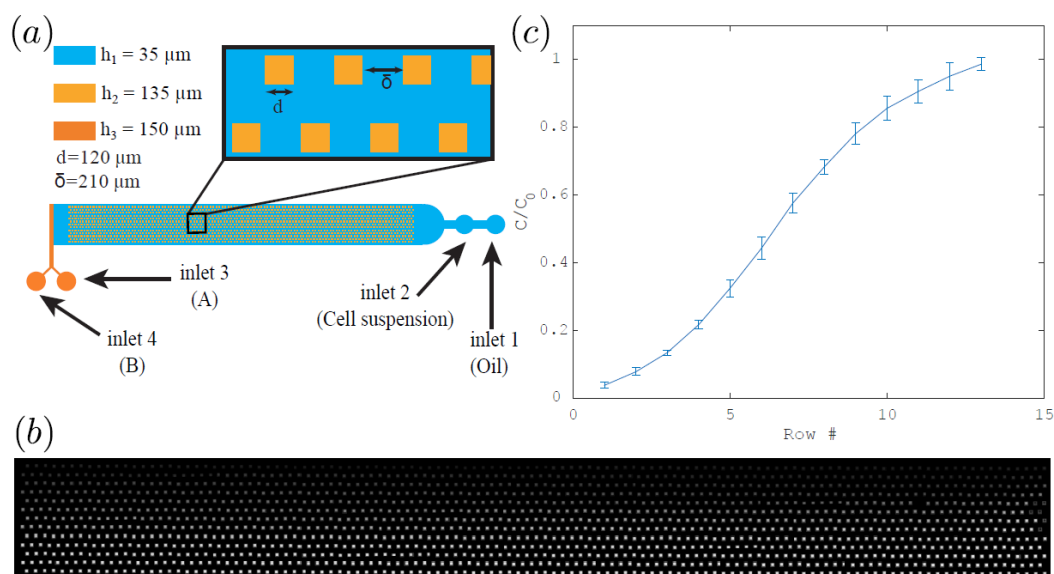 (a)
h₁ = 35 µm
h₂ = 135 µm
h₃ = 150 µm
d=120 µm
δ=210 µm
δ
d
inlet 3
(A)
inlet 4
(B)
inlet 2
(Cell suspension)
inlet 1
(Oil)
(c)
C/C₀
1
0.8
0.6
0.4
0.2
0
0 5 10 15
Row #
(b)